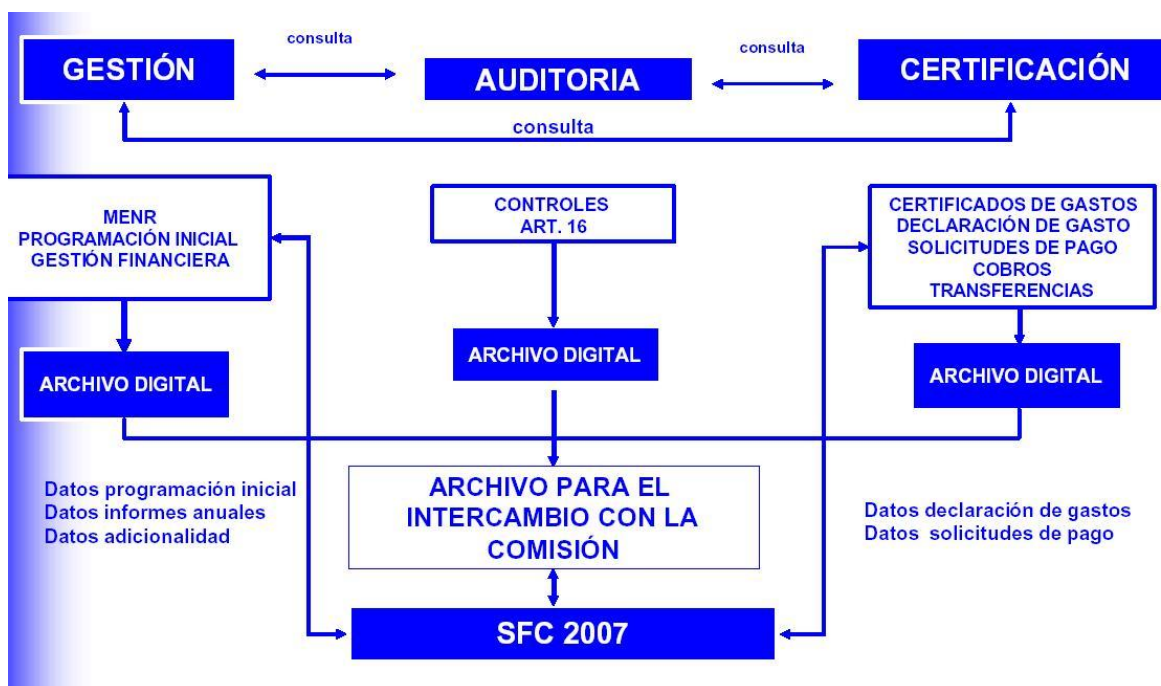 consulta
consulta
GESTIÓN
AUDITORIA
CERTIFICACIÓN
consulta
MENR
PROGRAMACIÓN INICIAL
GESTIÓN FINANCIERA
CONTROLES
ART. 16
CERTIFICADOS DE GASTOS
DECLARACIÓN DE GASTO
SOLICITUDES DE PAGO
COBROS
TRANSFERENCIAS
ARCHIVO DIGITAL
ARCHIVO DIGITAL
ARCHIVO DIGITAL
Datos programación inicial
Datos informes anuales
Datos adicionalidad
ARCHIVO PARA EL
INTERCAMBIO CON LA
COMISIÓN
Datos declaración de gastos
Datos solicitudes de pago
SFC 2007